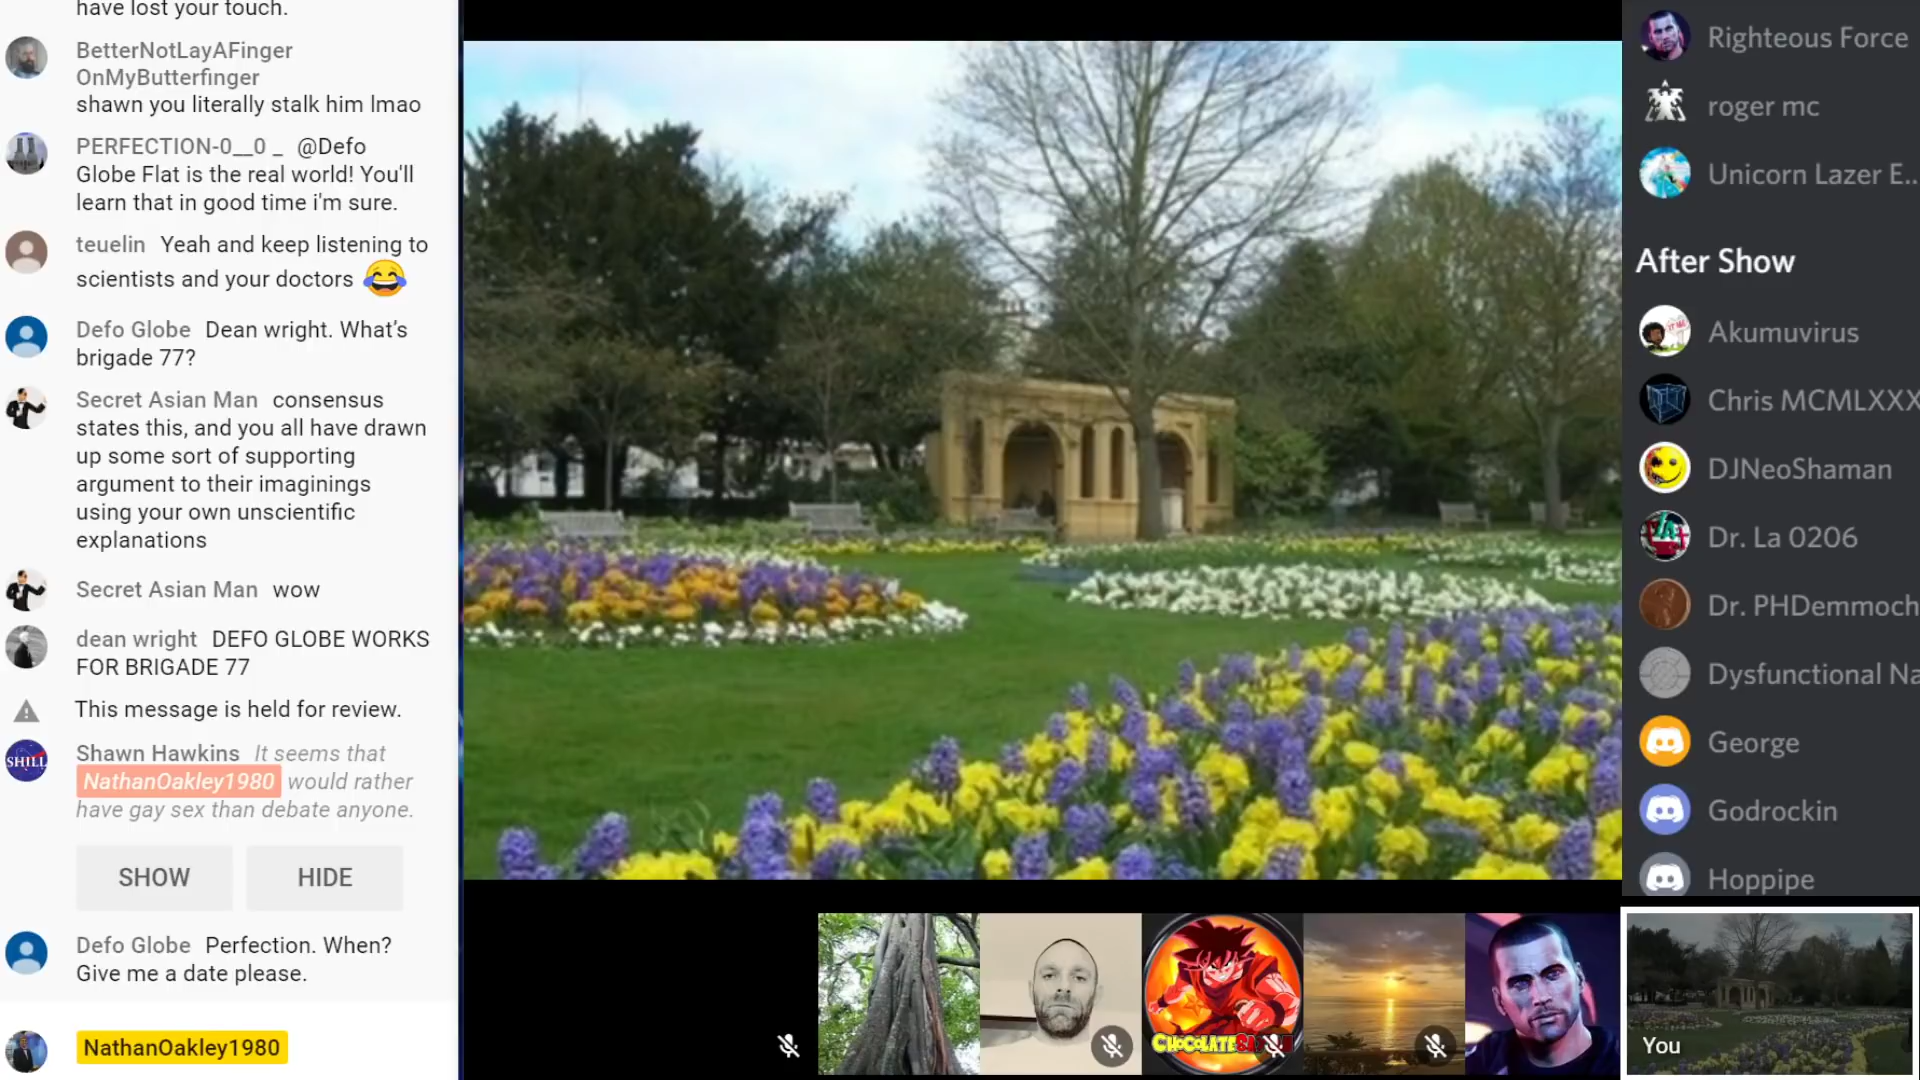 have lost your touch.
BetterNotLayAFinger
OnMyButterfinger
shawn you literally stalk him lmao
PERFECTION-0__0 _ @Defo
Globe Flat is the real world! You'll
learn that in good time i'm sure.
teuelin Yeah and keep listening to
scientists and your doctors 😂
Defo Globe Dean wright. What's
brigade 77?
Secret Asian Man consensus
states this, and you all have drawn
up some sort of supporting
argument to their imaginings
using your own unscientific
explanations
Secret Asian Man wow
dean wright DEFO GLOBE WORKS
FOR BRIGADE 77
This message is held for review.
SHILL
Shawn Hawkins It seems that
NathanOakley1980 would rather
have gay sex than debate anyone.
SHOW HIDE
Defo Globe Perfection. When?
Give me a date please.
NathanOakley1980
Righteous Force
roger mc
Unicorn Lazer E..
After Show
Akumuvirus
Chris MCMLXXX
DJNeoShaman
Dr. La 0206
Dr. PHDemmoch
Dysfunctional Na
George
Godrockin
Hoppipe
You